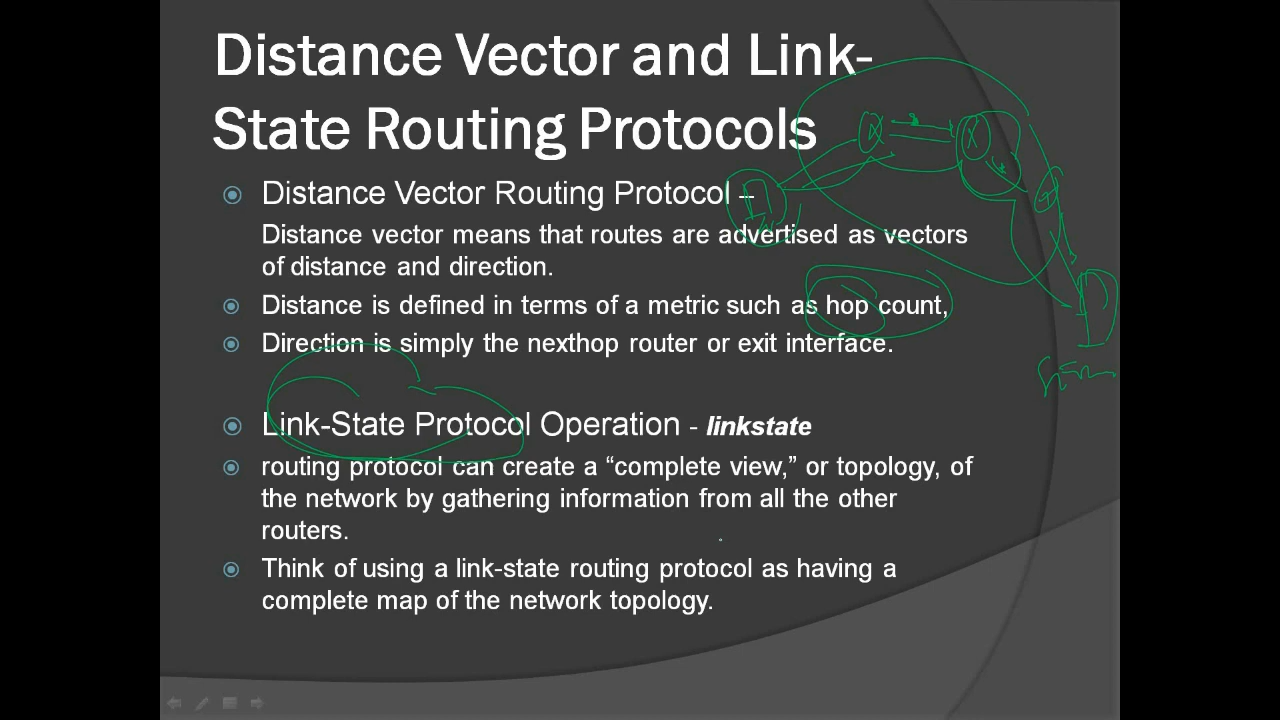 Distance Vector and Link-
State Routing Protocols
Distance Vector Routing Protocol –
Distance vector means that routes are advertised as vectors
of distance and direction.
Distance is defined in terms of a metric such as hop count,
Direction is simply the nexthop router or exit interface.
Link-State Protocol Operation - linkstate
routing protocol can create a “complete view,” or topology, of
the network by gathering information from all the other
routers.
Think of using a link-state routing protocol as having a
complete map of the network topology.